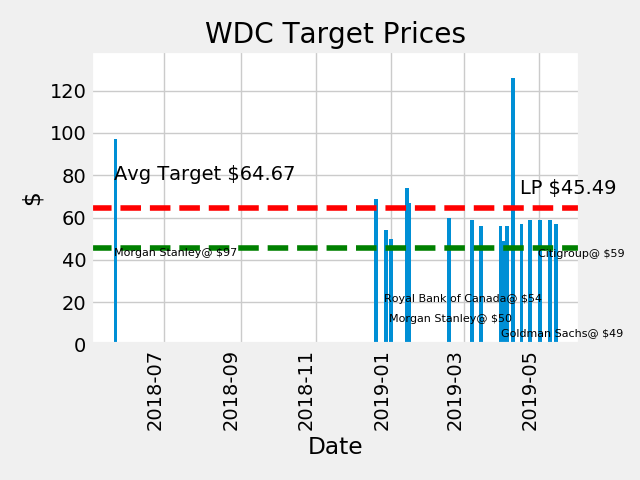 WDC Target Prices
120
100
80
60
40
20
0
$
Avg Target $64.67
LP $45.49
Morgan Stanley@ $97
Citigroup@ $59
Royal Bank of Canada@ $54
Morgan Stanley@ $50
Goldman Sachs@ $49
2018-07
2018-09
2018-11
2019-01
2019-03
2019-05
Date